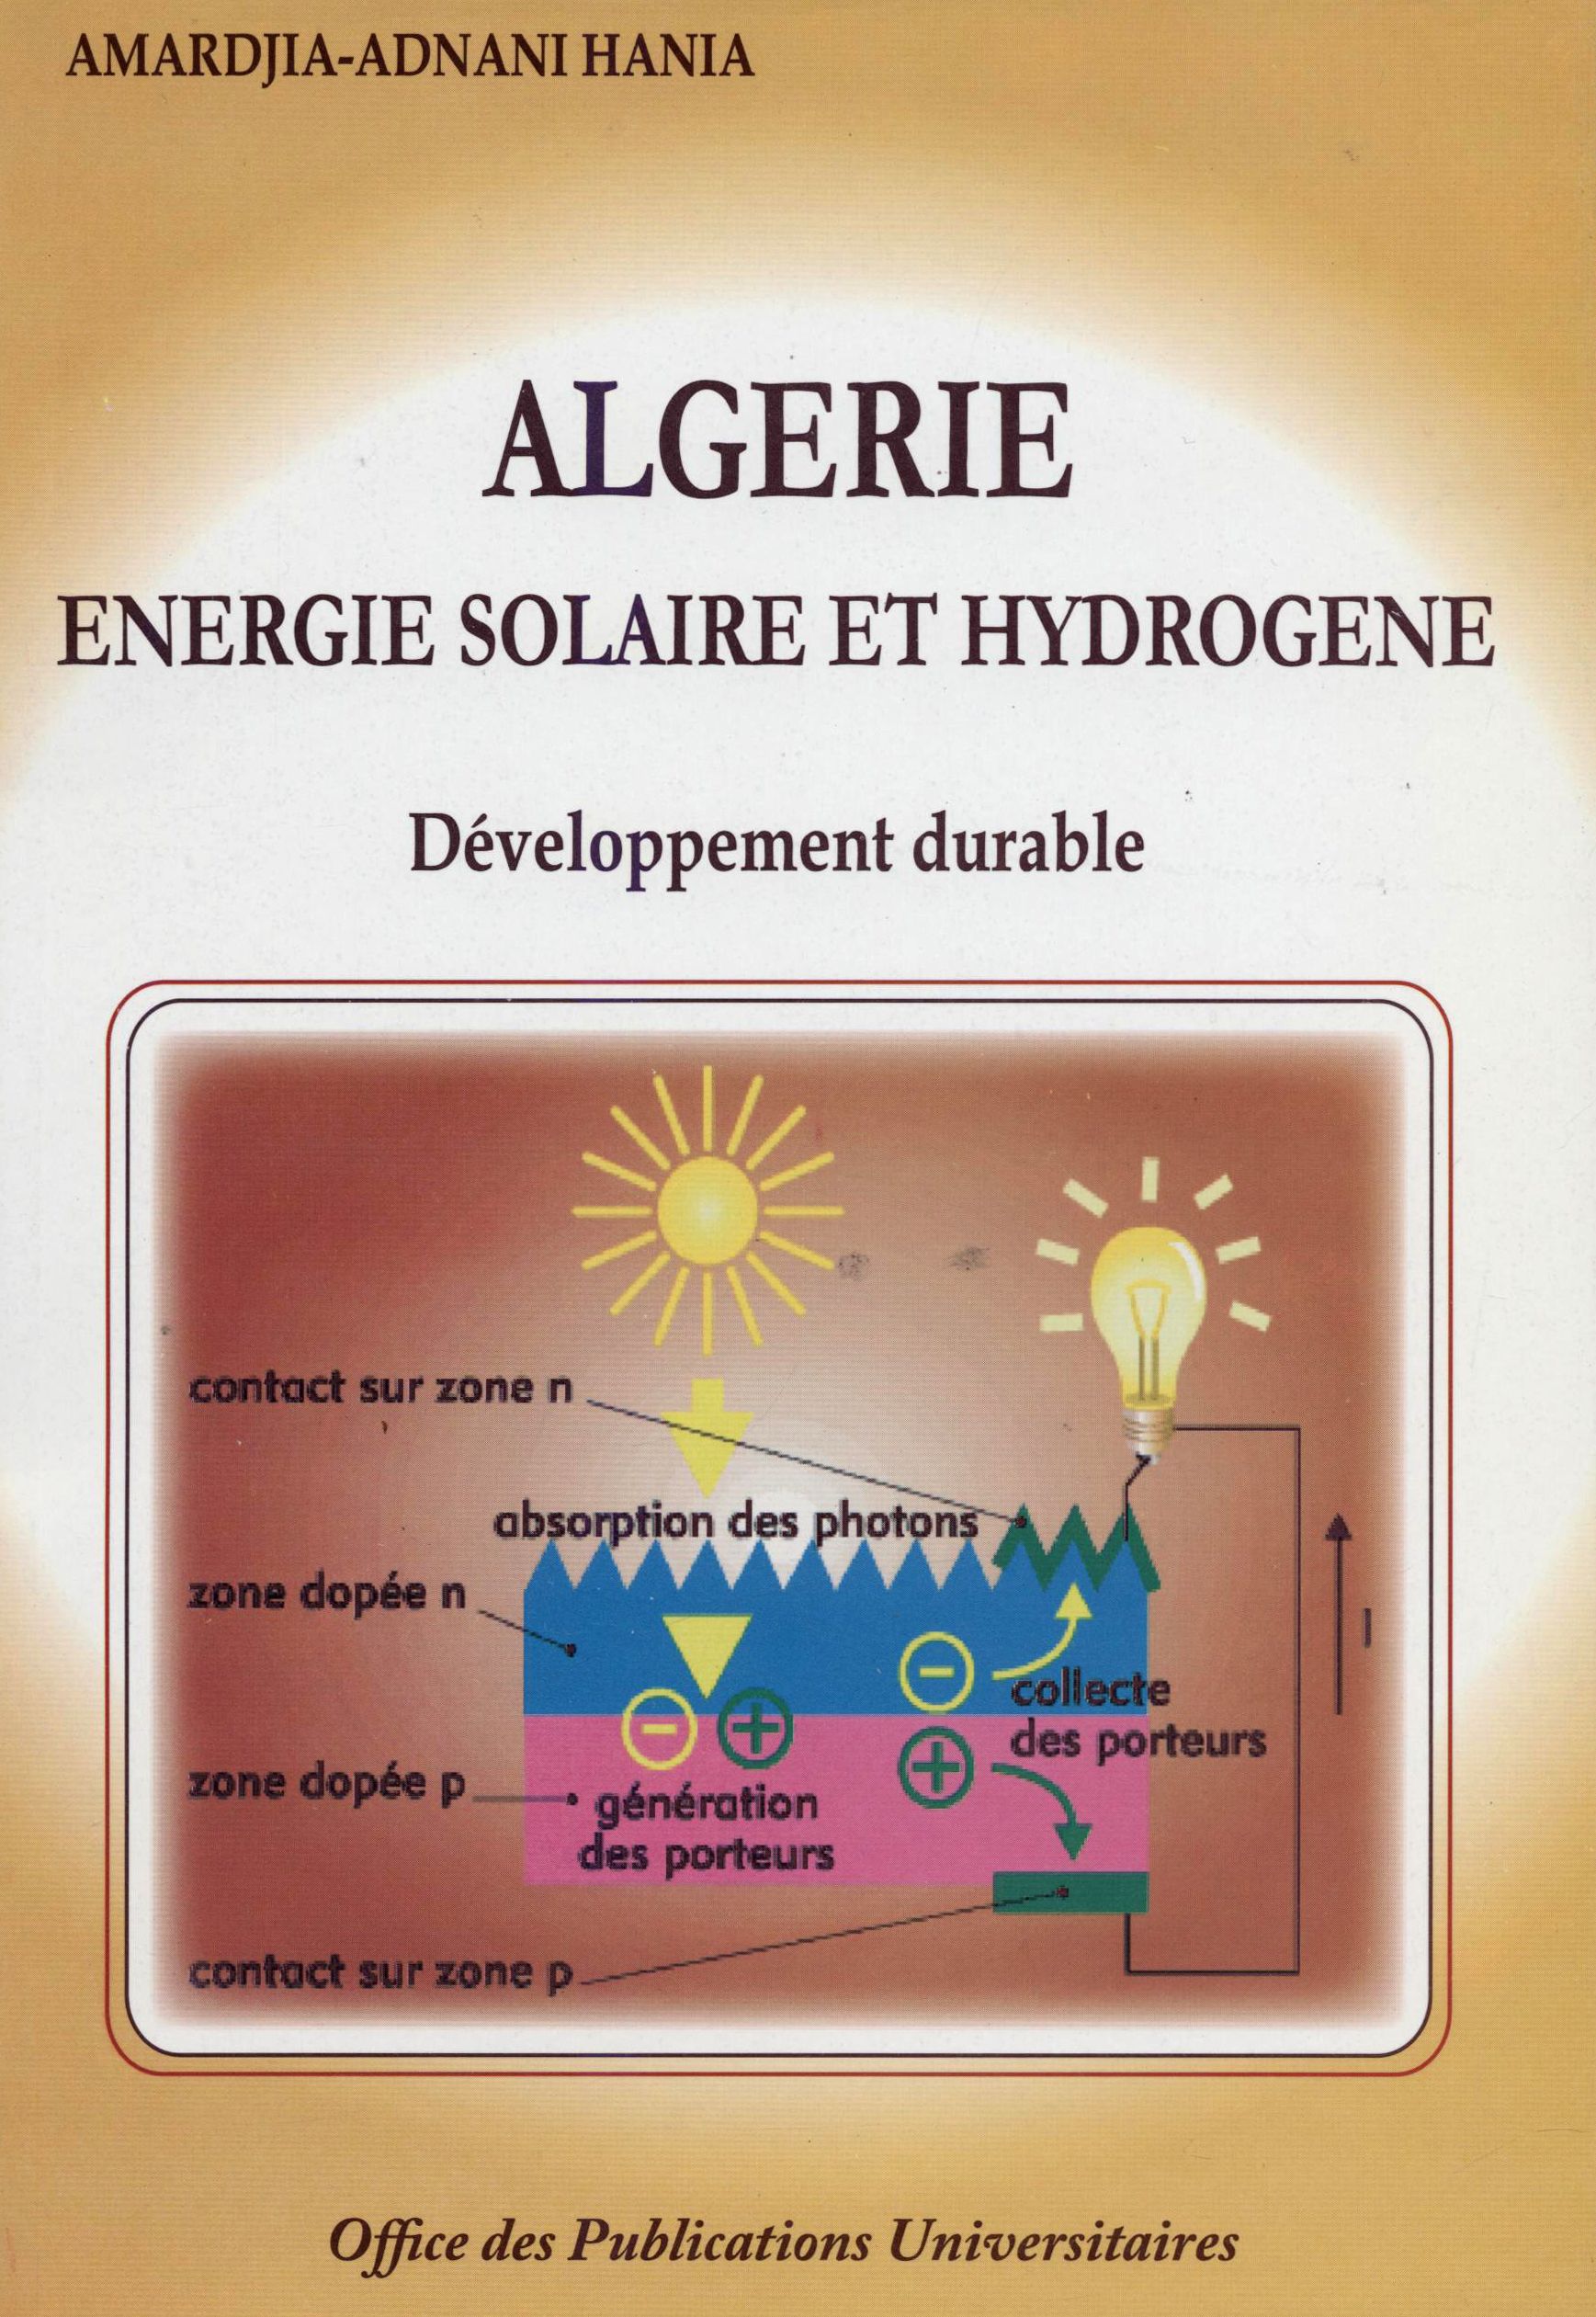 AMARDJIA-ADNANI HANIA
ALGERIE
ENERGIE SOLAIRE ET HYDROGENE
Développement durable
contact sur zone n
absorption des photons
zone dopée n
collecte
des porteurs
I
zone dopée p
génération
des porteurs
contact sur zone p
Office des Publications Universitaires